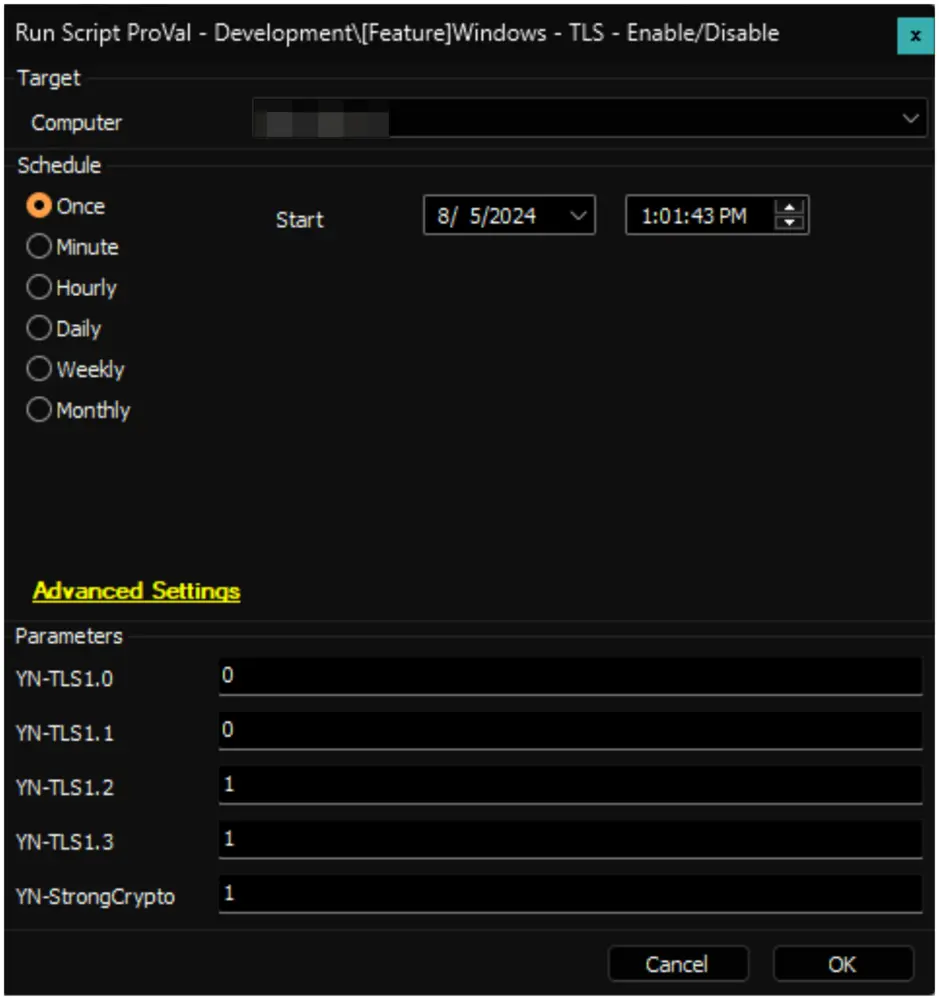 Run Script ProVal - Development\[Feature]Windows - TLS - Enable/Disable x
Target
Computer
Schedule
Once
Start 8/ 5/2024 1:01:43 PM
Minute
Hourly
Daily
Weekly
Monthly
Advanced Settings
Parameters
YN-TLS1.0 0
YN-TLS1.1 0
YN-TLS1.2 1
YN-TLS1.3 1
YN-StrongCrypto 1
Cancel OK